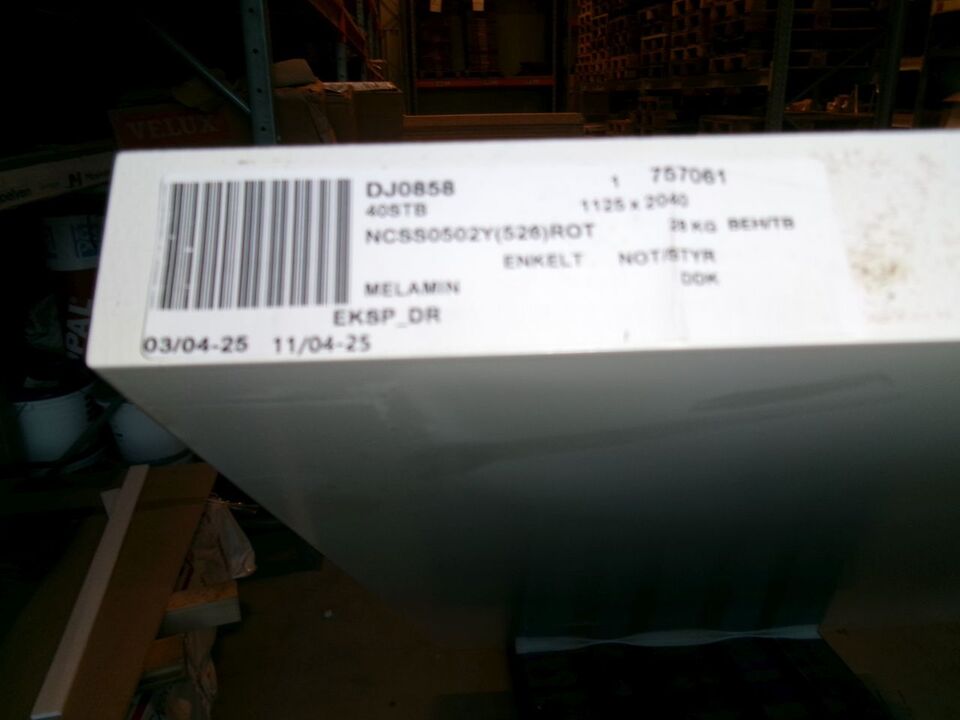 VELUX
DJ0858 1 757061
40STB 1125 x 2040
NCSS0502Y(526)ROT 28 KG BEH/TB
ENKELT NOT/STYR
MELAMIN DDK
EKSP_DR
03/04-25 11/04-25